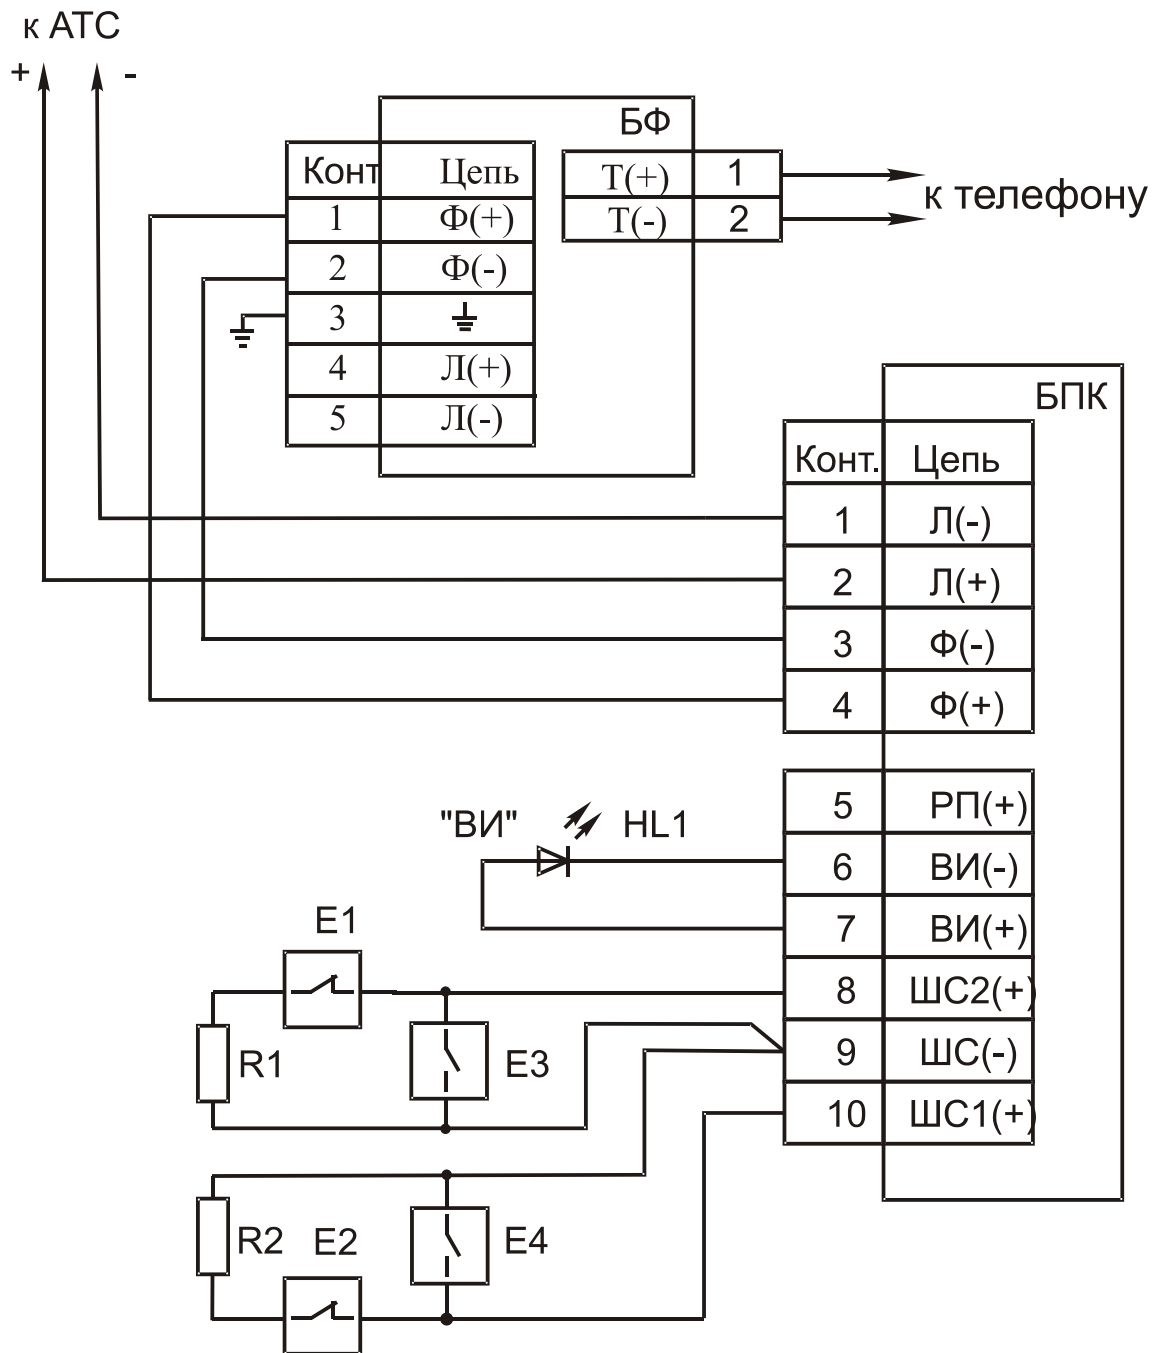 к АТС
+ -
БФ
Конт Цепь
1 Ф(+)
2 Ф(-)
3
4 Л(+)
5 Л(-)
Т(+) 1
Т(-) 2
к телефону
БПК
Конт. Цепь
1 Л(-)
2 Л(+)
3 Ф(-)
4 Ф(+)
5 РП(+)
6 ВИ(-)
7 ВИ(+)
8 ШС2(+)
9 ШС(-)
10 ШС1(+)
"ВИ" HL1
E1
R1
E3
R2
E2
E4